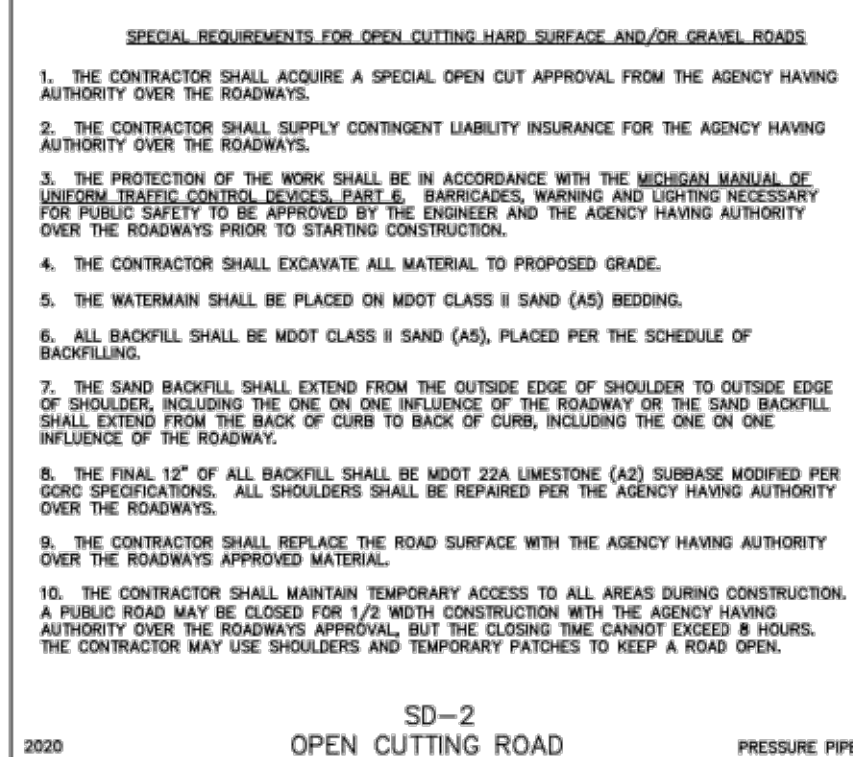 SPECIAL REQUIREMENTS FOR OPEN CUTTING HARD SURFACE AND/OR GRAVEL ROADS
1. THE CONTRACTOR SHALL ACQUIRE A SPECIAL OPEN CUT APPROVAL FROM THE AGENCY HAVING
AUTHORITY OVER THE ROADWAYS.
2. THE CONTRACTOR SHALL SUPPLY CONTINGENT LIABILITY INSURANCE FOR THE AGENCY HAVING
AUTHORITY OVER THE ROADWAYS.
3. THE PROTECTION OF THE WORK SHALL BE IN ACCORDANCE WITH THE MICHIGAN MANUAL OF
UNIFORM TRAFFIC CONTROL DEVICES, PART 6. BARRICADES, WARNING AND LIGHTING NECESSARY
FOR PUBLIC SAFETY TO BE APPROVED BY THE ENGINEER AND THE AGENCY HAVING AUTHORITY
OVER THE ROADWAYS PRIOR TO STARTING CONSTRUCTION.
4. THE CONTRACTOR SHALL EXCAVATE ALL MATERIAL TO PROPOSED GRADE.
5. THE WATERMAIN SHALL BE PLACED ON MDOT CLASS II SAND (A5) BEDDING.
6. ALL BACKFILL SHALL BE MDOT CLASS II SAND (A5), PLACED PER THE SCHEDULE OF
BACKFILLING.
7. THE SAND BACKFILL SHALL EXTEND FROM THE OUTSIDE EDGE OF SHOULDER TO OUTSIDE EDGE
OF SHOULDER, INCLUDING THE ONE ON ONE INFLUENCE OF THE ROADWAY OR THE SAND BACKFILL
SHALL EXTEND FROM THE BACK OF CURB TO BACK OF CURB, INCLUDING THE ONE ON ONE
INFLUENCE OF THE ROADWAY.
8. THE FINAL 12" OF ALL BACKFILL SHALL BE MDOT 22A LIMESTONE (A2) SUBBASE MODIFIED PER
GCRC SPECIFICATIONS. ALL SHOULDERS SHALL BE REPAIRED PER THE AGENCY HAVING AUTHORITY
OVER THE ROADWAYS.
9. THE CONTRACTOR SHALL REPLACE THE ROAD SURFACE WITH THE AGENCY HAVING AUTHORITY
OVER THE ROADWAYS APPROVED MATERIAL.
10. THE CONTRACTOR SHALL MAINTAIN TEMPORARY ACCESS TO ALL AREAS DURING CONSTRUCTION.
A PUBLIC ROAD MAY BE CLOSED FOR 1/2 WIDTH CONSTRUCTION WITH THE AGENCY HAVING
AUTHORITY OVER THE ROADWAYS APPROVAL, BUT THE CLOSING TIME CANNOT EXCEED 8 HOURS.
THE CONTRACTOR MAY USE SHOULDERS AND TEMPORARY PATCHES TO KEEP A ROAD OPEN.
SD-2
2020 OPEN CUTTING ROAD PRESSURE PIPE